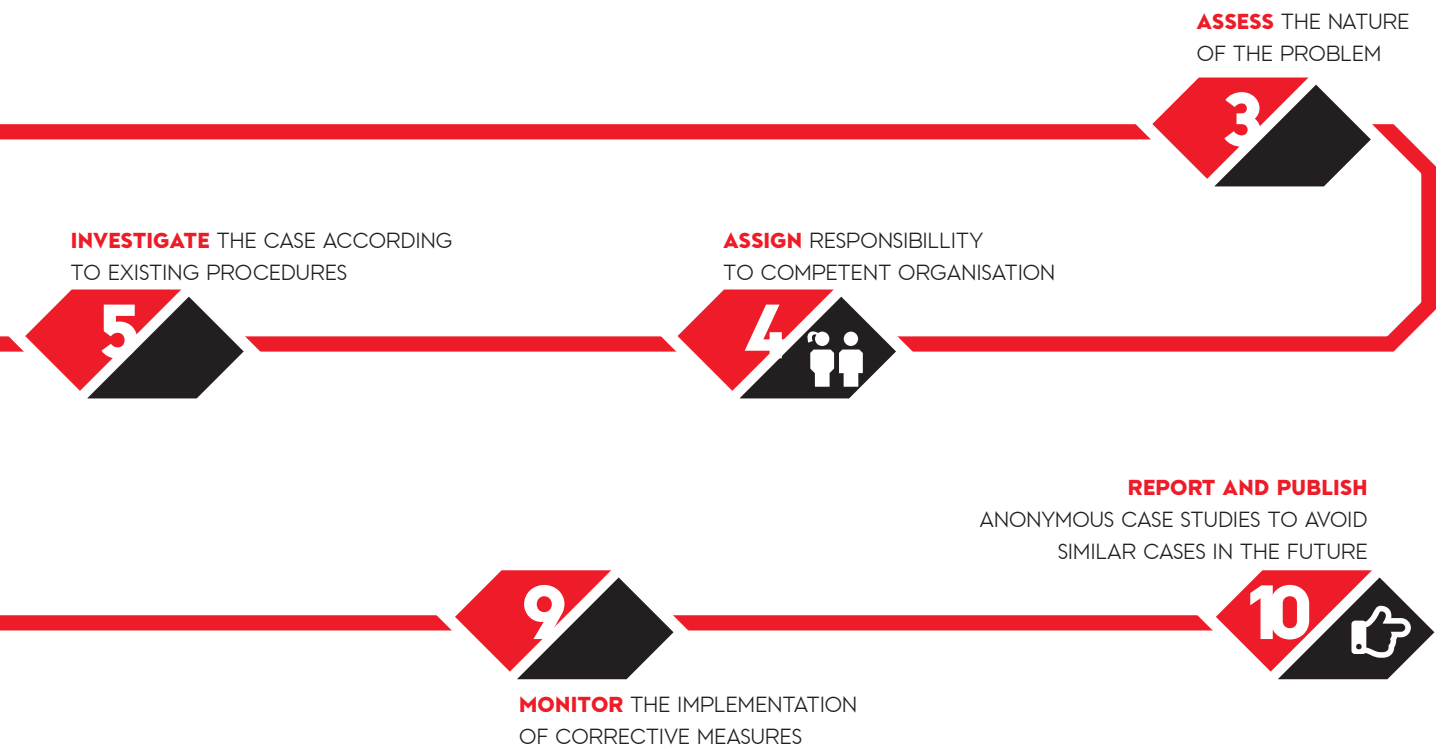 ASSESS THE NATURE
OF THE PROBLEM
3
INVESTIGATE THE CASE ACCORDING
TO EXISTING PROCEDURES
5
ASSIGN RESPONSIBILLITY
TO COMPETENT ORGANISATION
4
REPORT AND PUBLISH
ANONYMOUS CASE STUDIES TO AVOID
SIMILAR CASES IN THE FUTURE
10
9
MONITOR THE IMPLEMENTATION
OF CORRECTIVE MEASURES